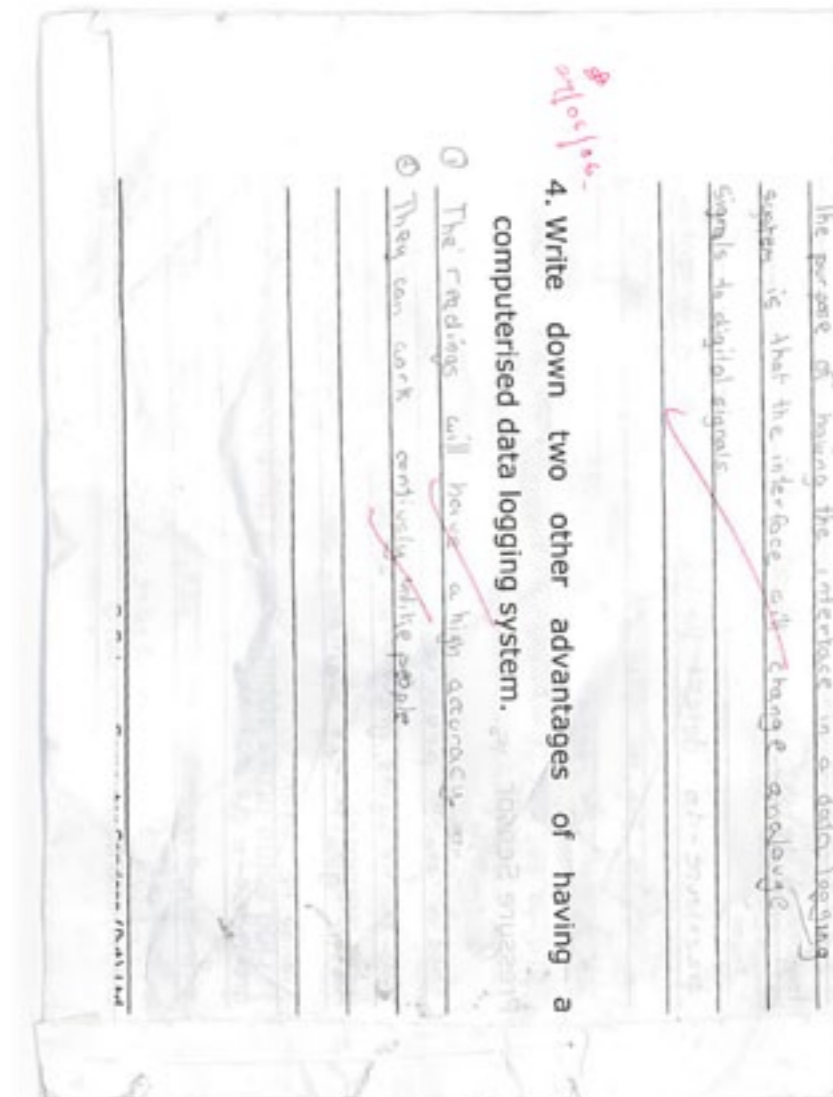 The purpose of having the interface in a data logging
system is that the interface will change analouge
signals to digital signals
4. Write down two other advantages of having a
computerised data logging system.
① The readings will have a high accuracy
② They can work contiusly unlike people